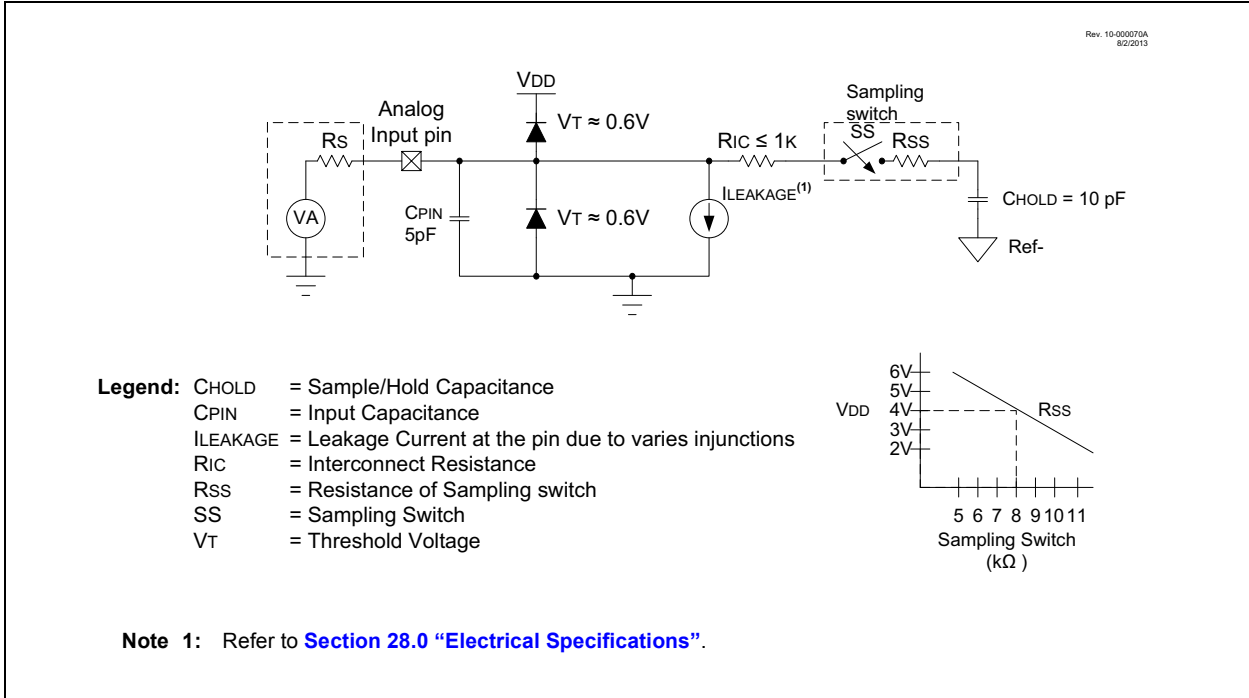 Rev. 10-000070A
8/2/2013
VDD
Analog
Input pin
VT ≈ 0.6V
Sampling
switch
SS
RSS
RS
RIC ≤ 1K
VA
CPIN
5pF
VT ≈ 0.6V
ILEAKAGE(1)
CHOLD = 10 pF
Ref-
Legend: CHOLD = Sample/Hold Capacitance
CPIN = Input Capacitance
ILEAKAGE = Leakage Current at the pin due to varies injunctions
RIC = Interconnect Resistance
RSS = Resistance of Sampling switch
SS = Sampling Switch
VT = Threshold Voltage
6V
5V
VDD 4V RSS
3V
2V
5 6 7 8 9 10 11
Sampling Switch
(kΩ )
Note 1: Refer to Section 28.0 “Electrical Specifications”.